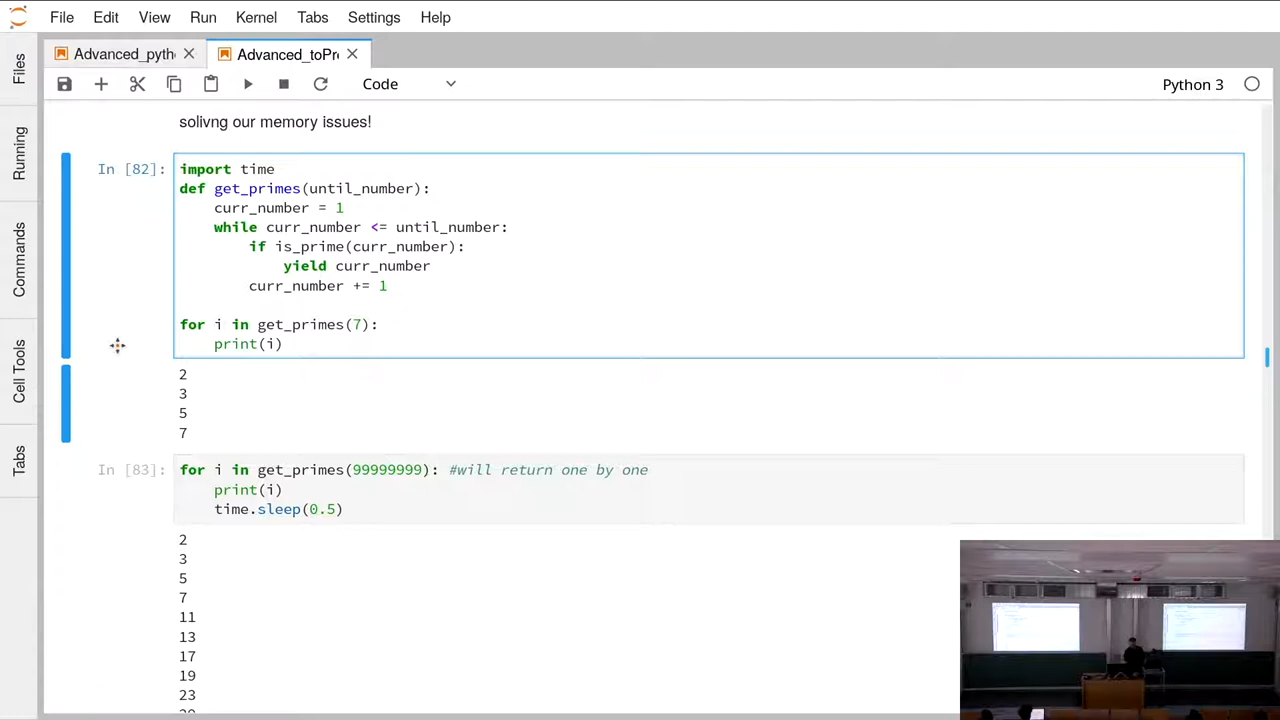 File Edit View Run Kernel Tabs Settings Help
Advanced_pyth Advanced_toPr
Code Python 3
Files
Running
Commands
Cell Tools
Tabs
solivng our memory issues!
In [82]:
import time
def get_primes(until_number):
    curr_number = 1
    while curr_number <= until_number:
        if is_prime(curr_number):
            yield curr_number
        curr_number += 1
for i in get_primes(7):
    print(i)
2
3
5
7
In [83]:
for i in get_primes(99999999): #will return one by one
    print(i)
    time.sleep(0.5)
2
3
5
7
11
13
17
19
23